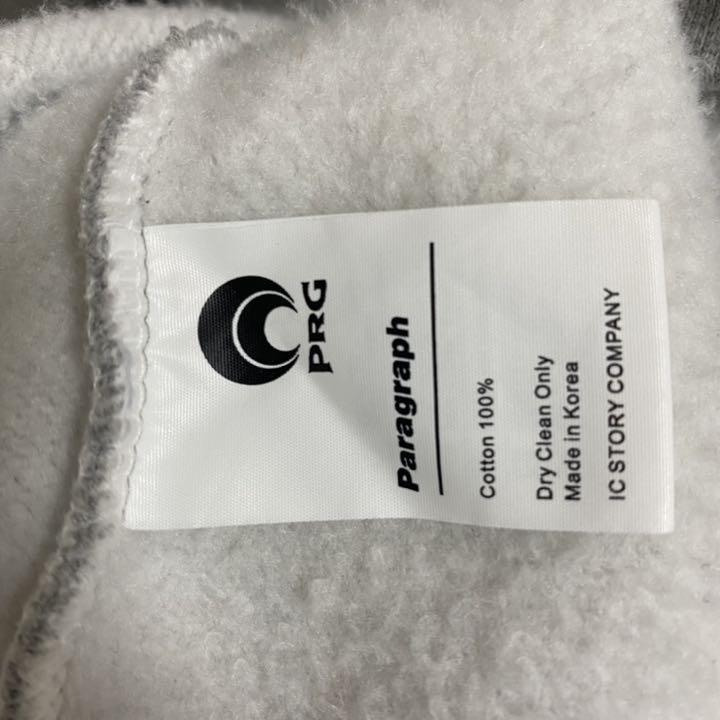 PRG
Paragraph
Cotton 100%
Dry Clean Only
Made in Korea
IC STORY COMPANY